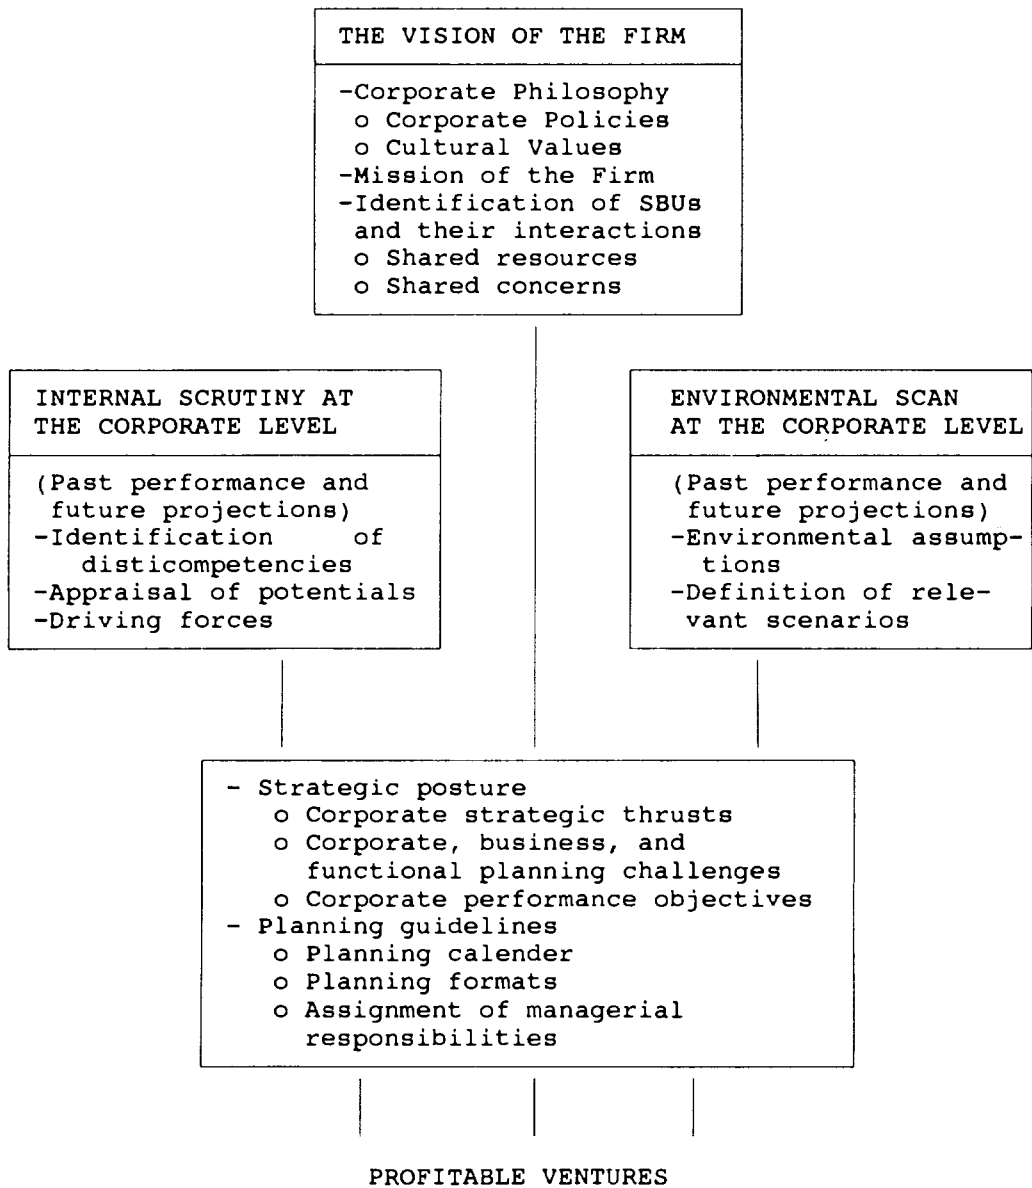 THE VISION OF THE FIRM
-Corporate Philosophy
o Corporate Policies
o Cultural Values
-Mission of the Firm
-Identification of SBUs
and their interactions
o Shared resources
o Shared concerns
INTERNAL SCRUTINY AT
THE CORPORATE LEVEL
(Past performance and
future projections)
-Identification of
disticompetencies
-Appraisal of potentials
-Driving forces
ENVIRONMENTAL SCAN
AT THE CORPORATE LEVEL
(Past performance and
future projections)
-Environmental assump-
tions
-Definition of rele-
vant scenarios
- Strategic posture
o Corporate strategic thrusts
o Corporate, business, and
functional planning challenges
o Corporate performance objectives
- Planning guidelines
o Planning calender
o Planning formats
o Assignment of managerial
responsibilities
PROFITABLE VENTURES